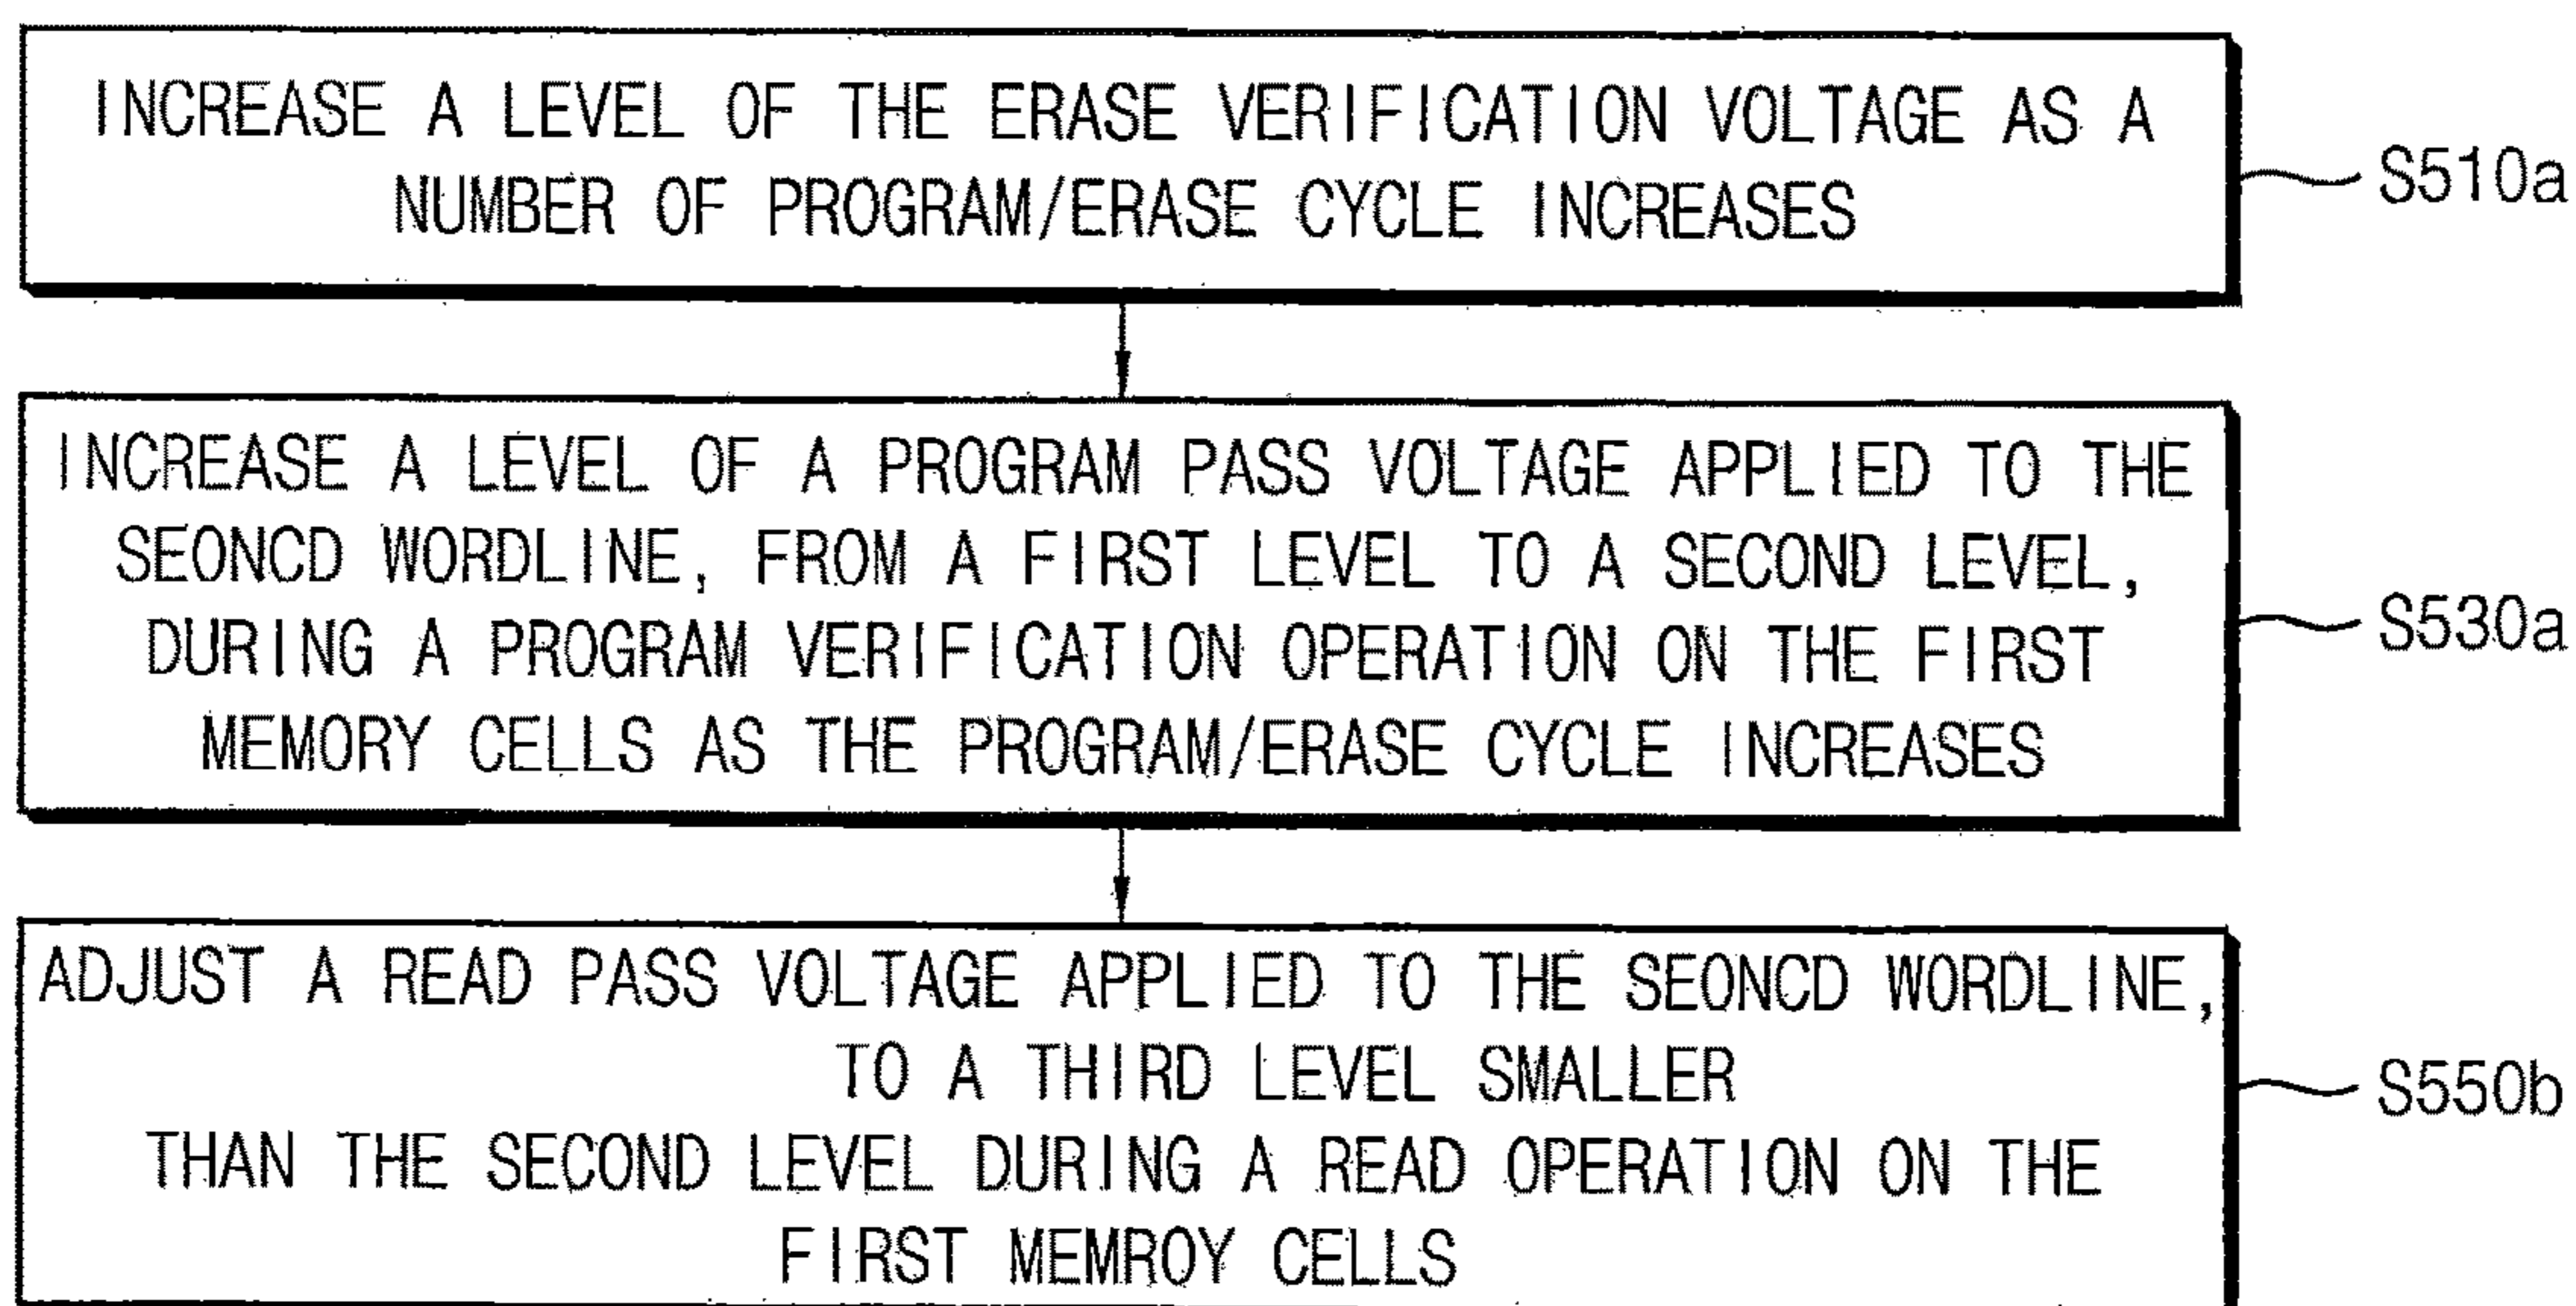 INCREASE A LEVEL OF THE ERASE VERIFICATION VOLTAGE AS A
NUMBER OF PROGRAM/ERASE CYCLE INCREASES
S510a
INCREASE A LEVEL OF A PROGRAM PASS VOLTAGE APPLIED TO THE
SEONCD WORDLINE, FROM A FIRST LEVEL TO A SECOND LEVEL,
DURING A PROGRAM VERIFICATION OPERATION ON THE FIRST
MEMORY CELLS AS THE PROGRAM/ERASE CYCLE INCREASES
S530a
ADJUST A READ PASS VOLTAGE APPLIED TO THE SEONCD WORDLINE,
TO A THIRD LEVEL SMALLER
THAN THE SECOND LEVEL DURING A READ OPERATION ON THE
FIRST MEMROY CELLS
S550b